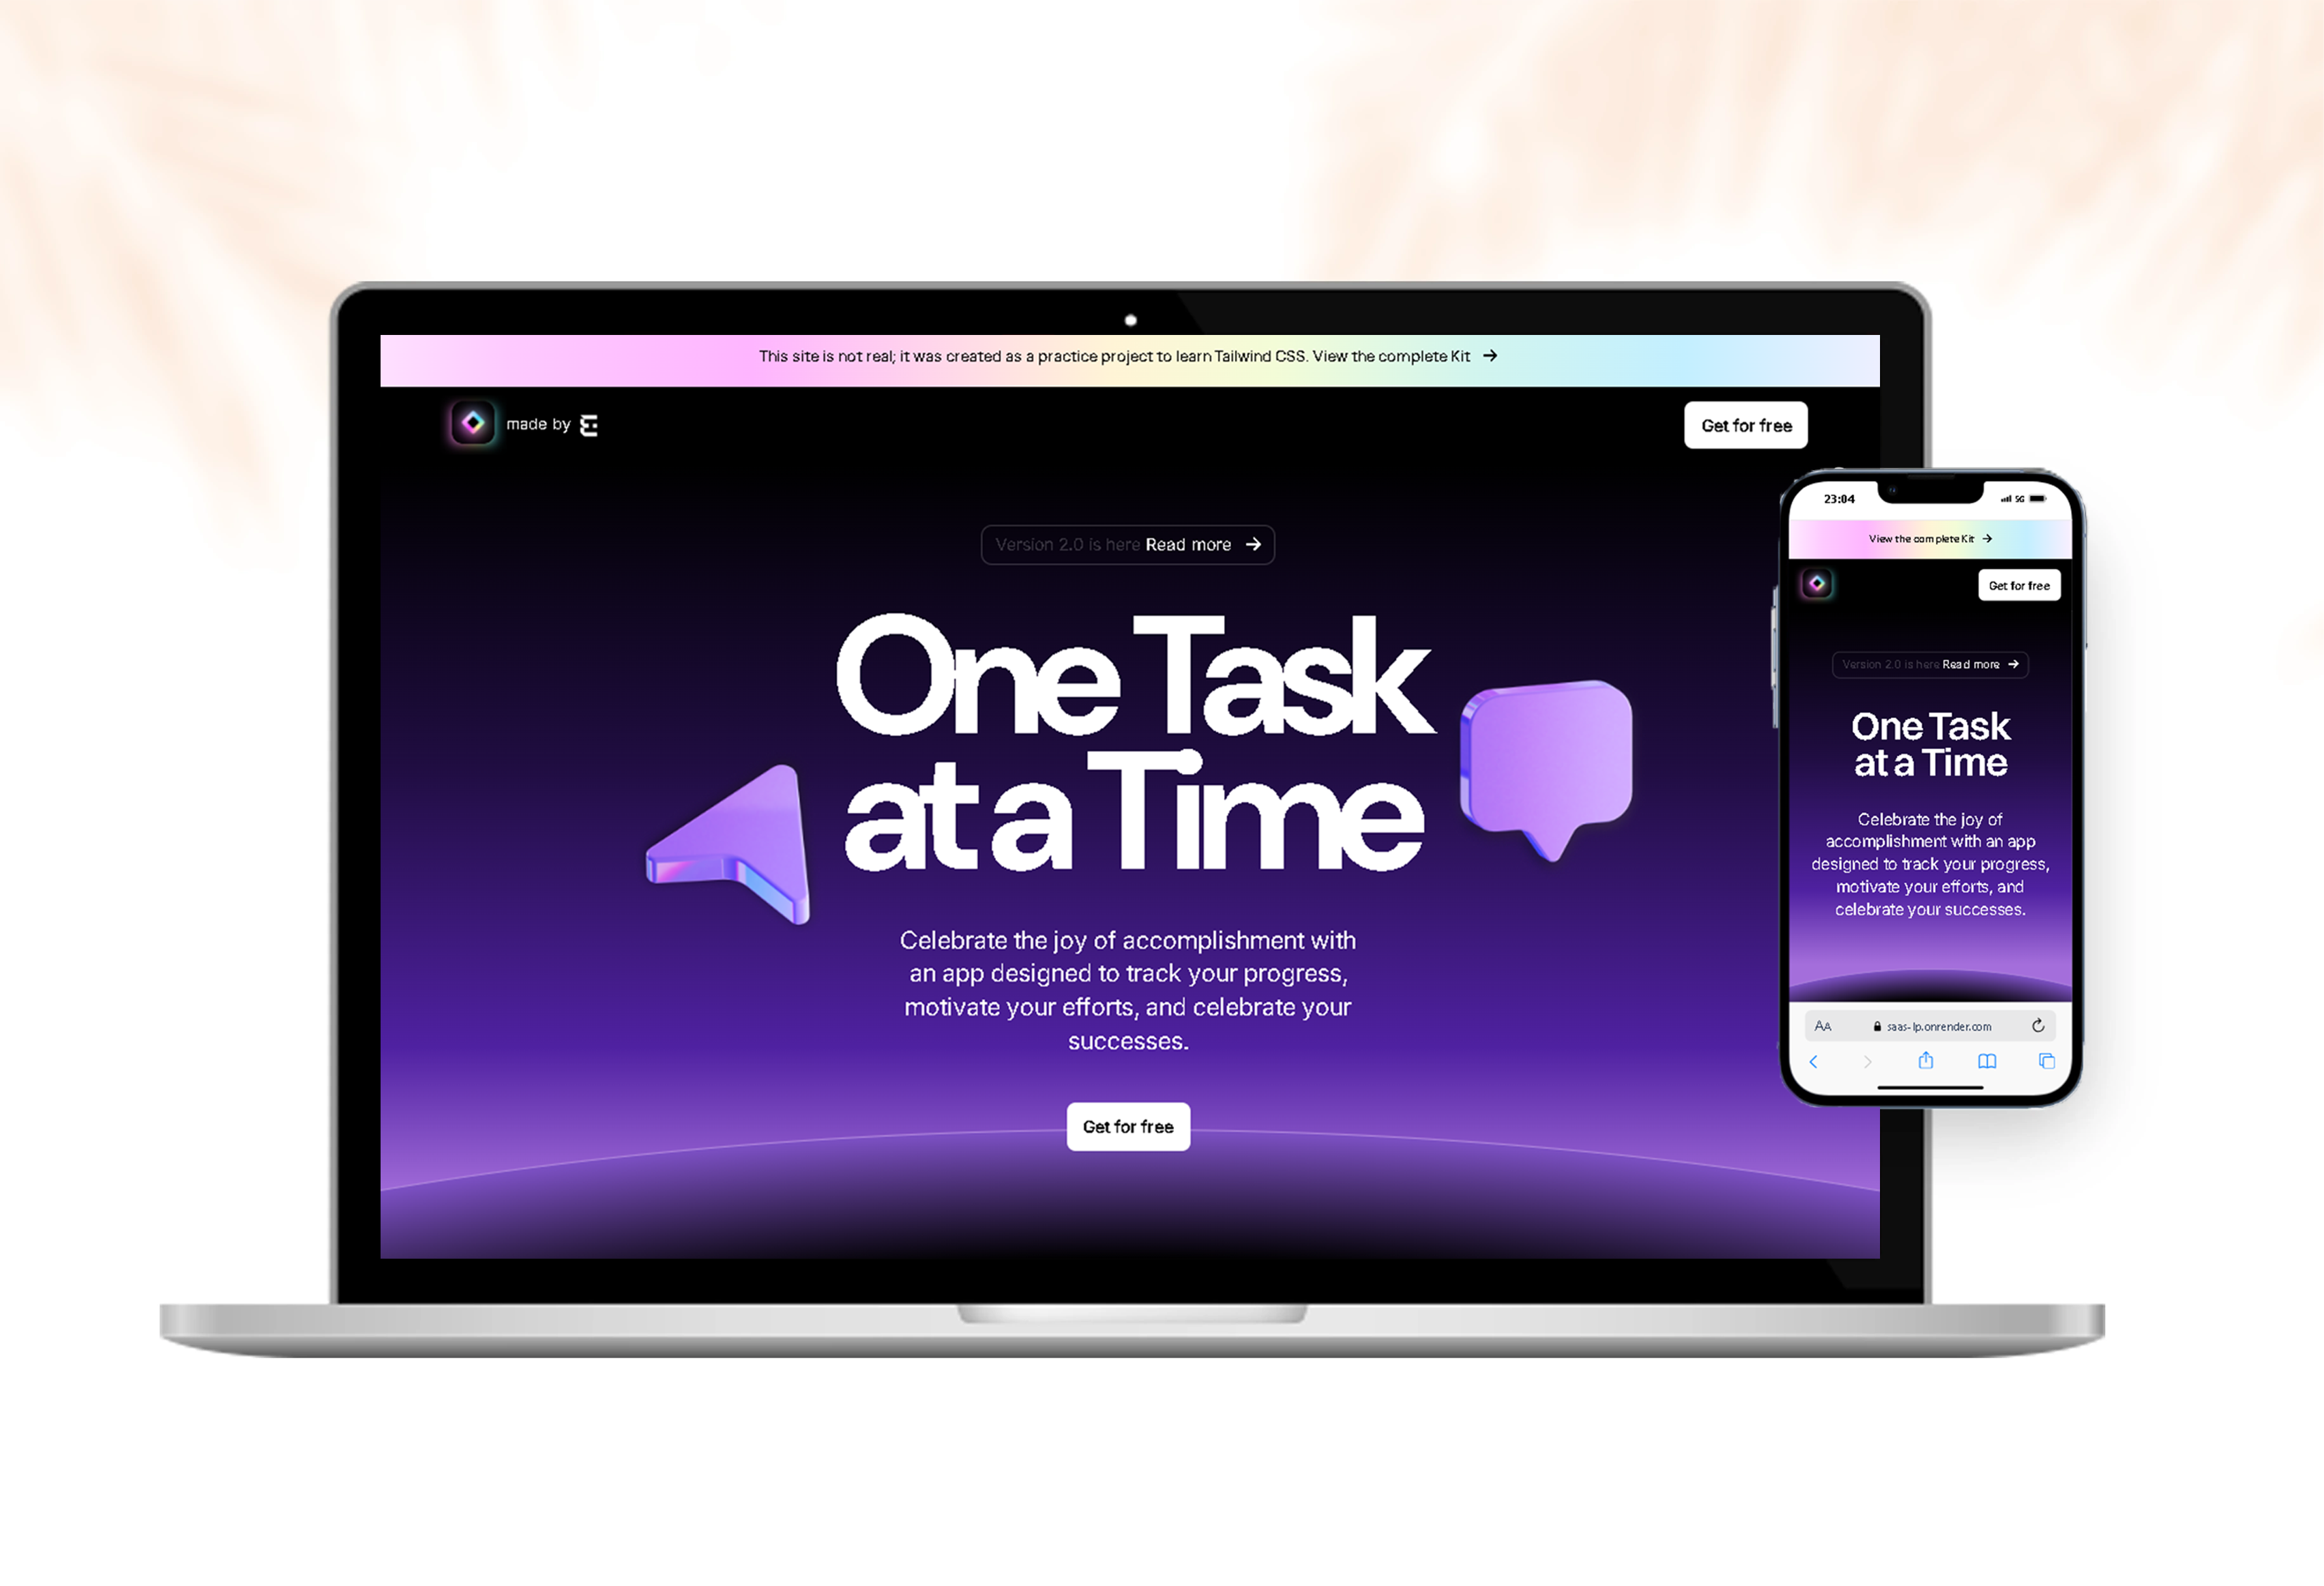 This site is not real; it was created as a practice project to learn Tailwind CSS. View the complete Kit →
made by
Get for free
Version 2.0 is here Read more →
One Task
at a Time
Celebrate the joy of accomplishment with
an app designed to track your progress,
motivate your efforts, and celebrate your
successes.
Get for free
23:04
5G
View the complete Kit →
Get for free
Version 2.0 is here Read more →
One Task
at a Time
Celebrate the joy of
accomplishment with an app
designed to track your progress,
motivate your efforts, and
celebrate your successes.
AA saas-lp.onrender.com